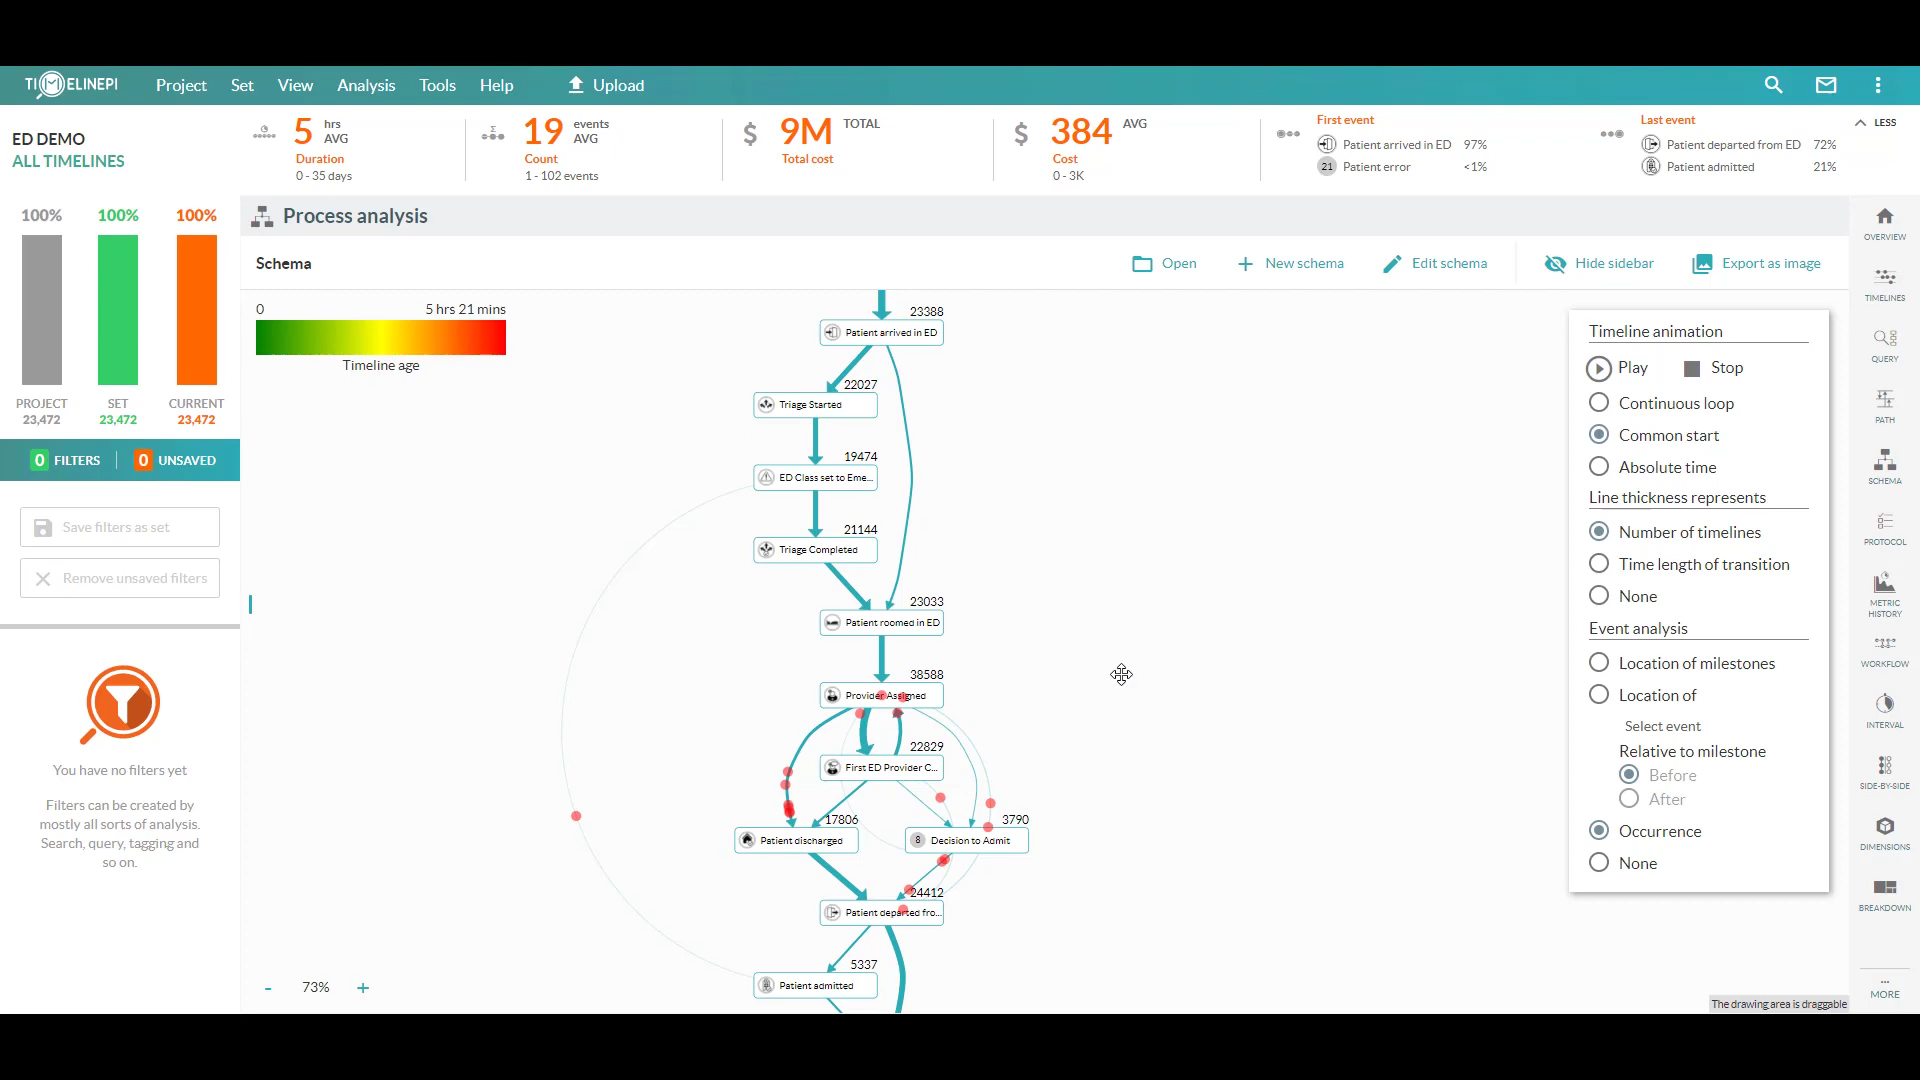 TIMELINEPI
Project
Set
View
Analysis
Tools
Help
Upload
ED DEMO
ALL TIMELINES
5 hrs AVG
Duration
0 - 35 days
19 events AVG
Count
1 - 102 events
$ 9M TOTAL
Total cost
$ 384 AVG
Cost
0 - 3K
First event
Patient arrived in ED 97%
21 Patient error <1%
Last event
Patient departed from ED 72%
Patient admitted 21%
LESS
100% 100% 100%
PROJECT SET CURRENT
23,472 23,472 23,472
0 FILTERS
0 UNSAVED
Save filters as set
Remove unsaved filters
You have no filters yet
Filters can be created by
mostly all sorts of analysis.
Search, query, tagging and
so on.
Process analysis
Schema
Open
New schema
Edit schema
Hide sidebar
Export as image
0 5 hrs 21 mins
Timeline age
23388
Patient arrived in ED
22027
Triage Started
19474
ED Class set to Eme...
21144
Triage Completed
23033
Patient roomed in ED
38588
Provider Assigned
22829
First ED Provider C...
17806
Patient discharged
3790
8 Decision to Admit
24412
Patient departed fro...
5337
Patient admitted
- 73% +
Timeline animation
Play
Stop
Continuous loop
Common start
Absolute time
Line thickness represents
Number of timelines
Time length of transition
None
Event analysis
Location of milestones
Location of
Select event
Relative to milestone
Before
After
Occurrence
None
The drawing area is draggable
OVERVIEW
TIMELINES
QUERY
PATH
SCHEMA
PROTOCOL
METRIC
HISTORY
WORKFLOW
INTERVAL
SIDE-BY-SIDE
DIMENSIONS
BREAKDOWN
...
MORE